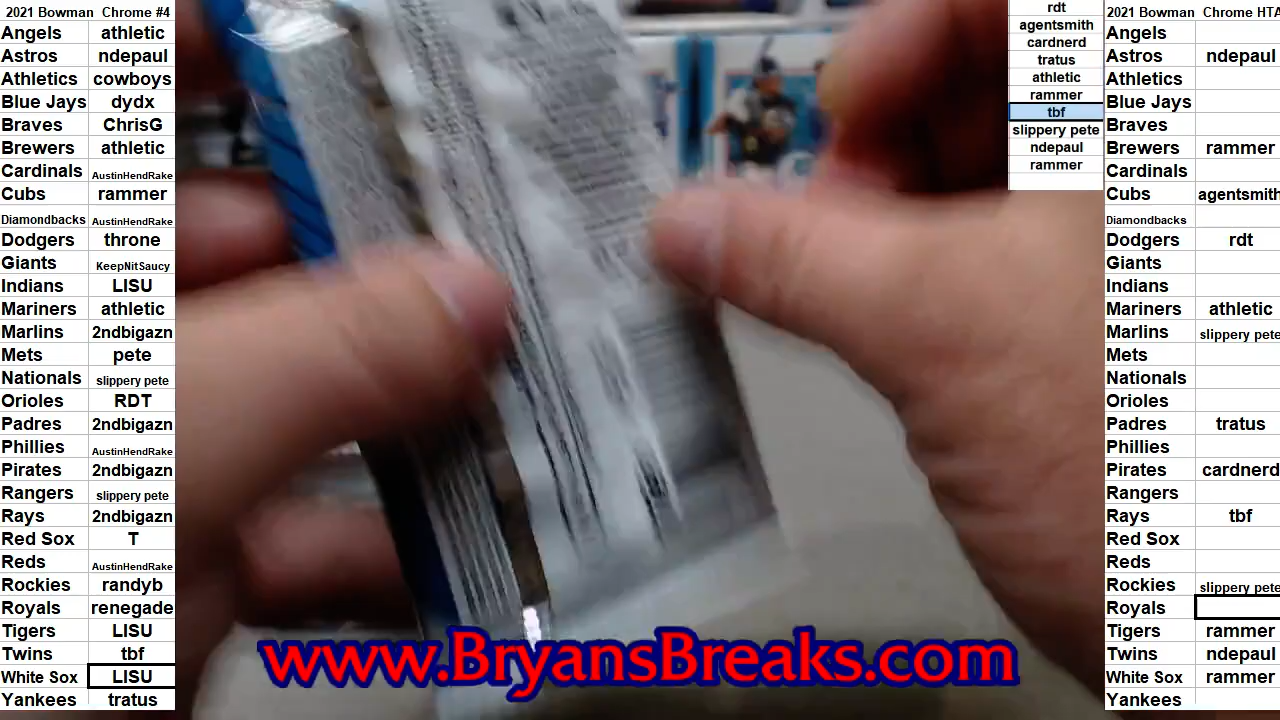 2021 Bowman Chrome #4
Angels athletic
Astros ndepaul
Athletics cowboys
Blue Jays dydx
Braves ChrisG
Brewers athletic
Cardinals AustinHendRake
Cubs rammer
Diamondbacks AustinHendRake
Dodgers throne
Giants KeepNitSaucy
Indians LISU
Mariners athletic
Marlins 2ndbigazn
Mets pete
Nationals slippery pete
Orioles RDT
Padres 2ndbigazn
Phillies AustinHendRake
Pirates 2ndbigazn
Rangers slippery pete
Rays 2ndbigazn
Red Sox T
Reds AustinHendRake
Rockies randyb
Royals renegade
Tigers LISU
Twins tbf
White Sox LISU
Yankees tratus
rdt
agentsmith
cardnerd
tratus
athletic
rammer
tbf
slippery pete
ndepaul
rammer
2021 Bowman Chrome HTA
Angels
Astros ndepaul
Athletics
Blue Jays
Braves
Brewers rammer
Cardinals
Cubs agentsmith
Diamondbacks
Dodgers rdt
Giants
Indians
Mariners athletic
Marlins slippery pete
Mets
Nationals
Orioles
Padres tratus
Phillies
Pirates cardnerd
Rangers
Rays tbf
Red Sox
Reds
Rockies slippery pete
Royals
Tigers rammer
Twins ndepaul
White Sox rammer
Yankees
www.BryansBreaks.com